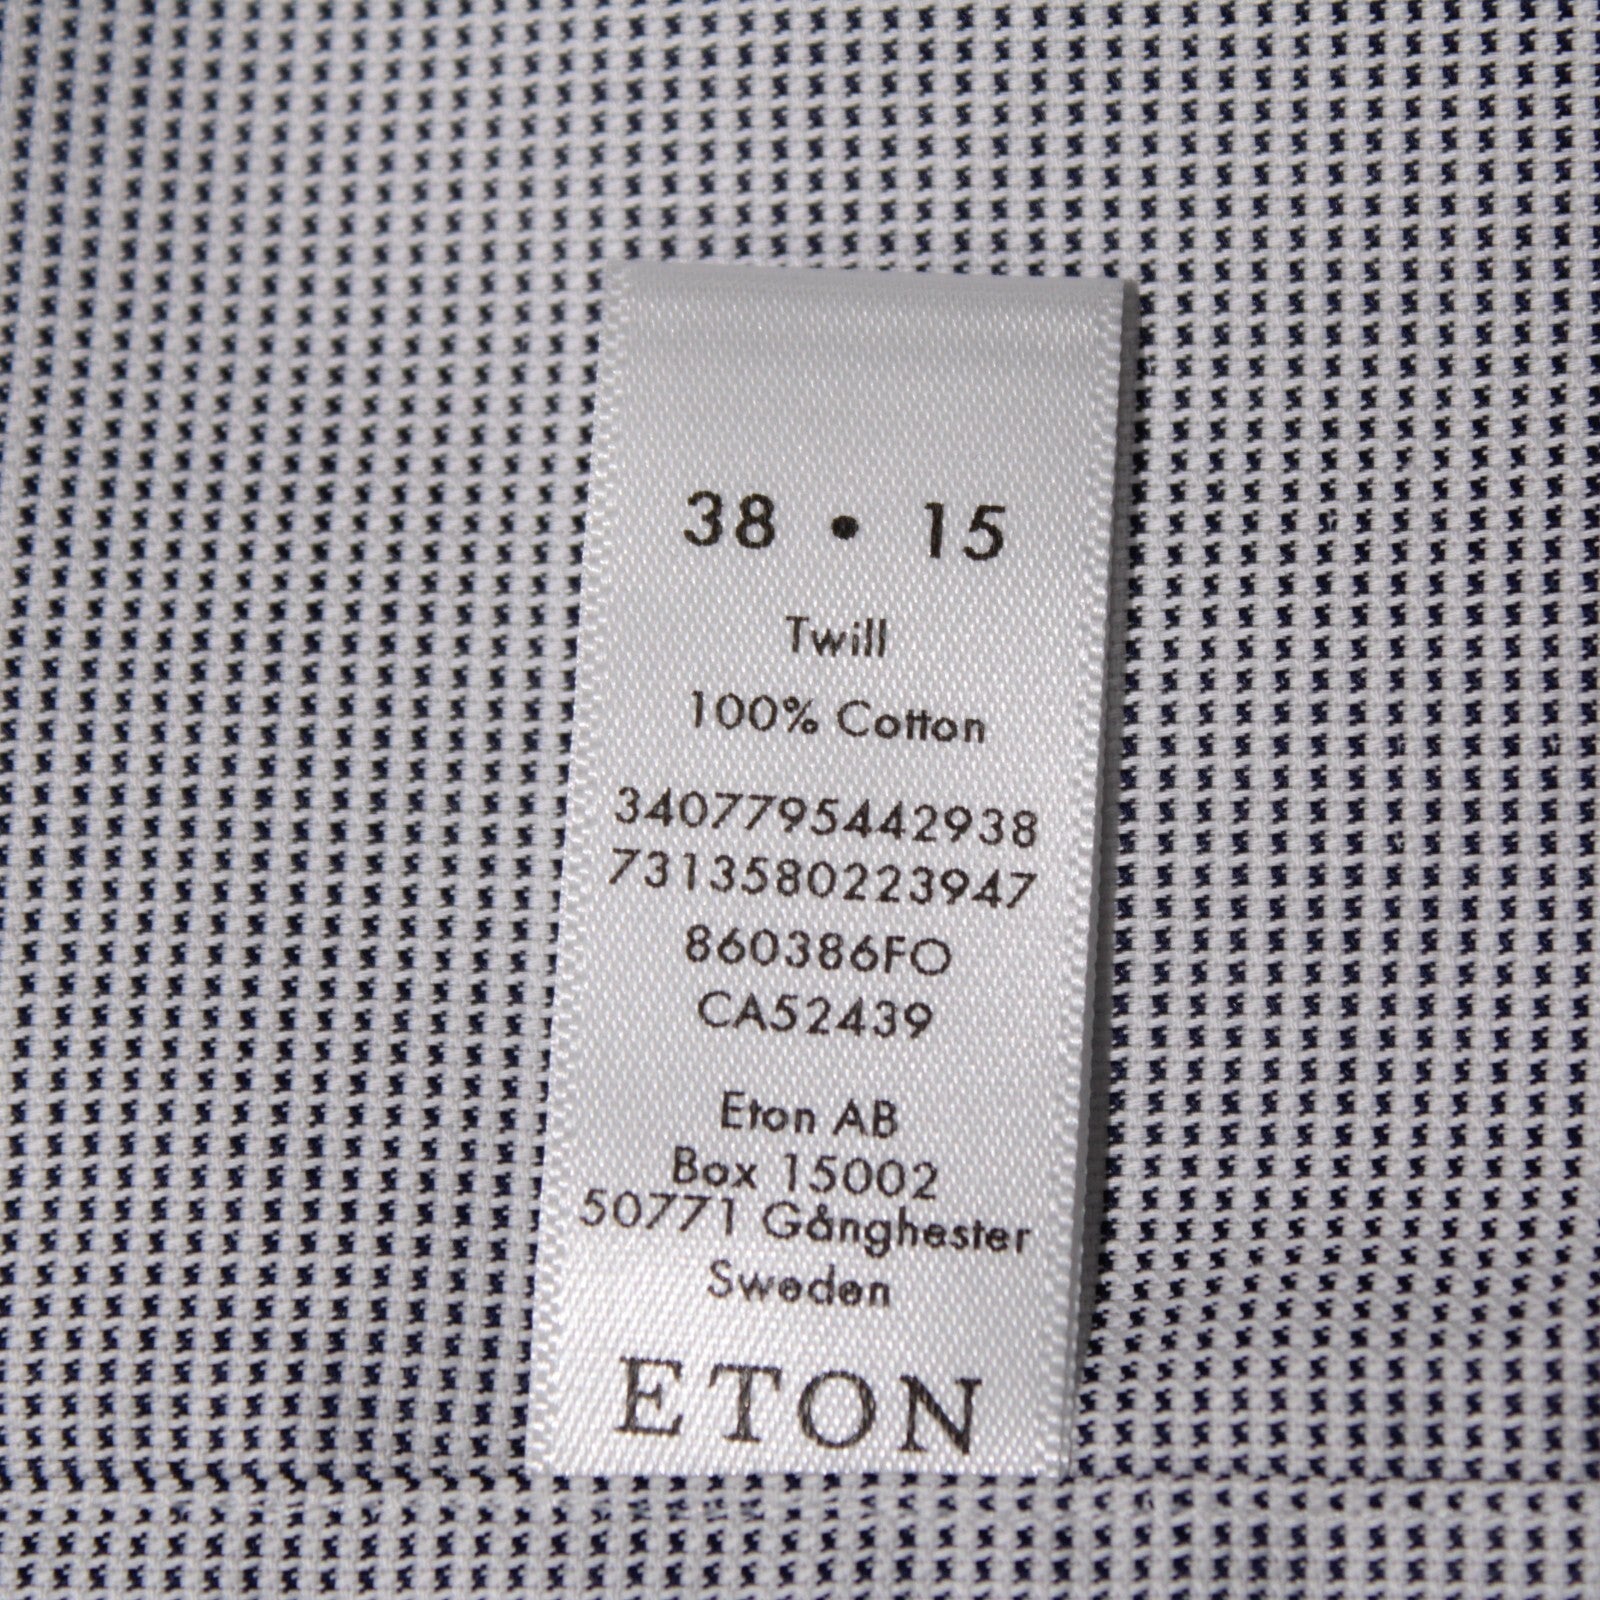 38 • 15
Twill
100% Cotton
3407795442938
7313580223947
860386FO
CA52439
Eton AB
Box 15002
50771 Gånghester
Sweden
ETON